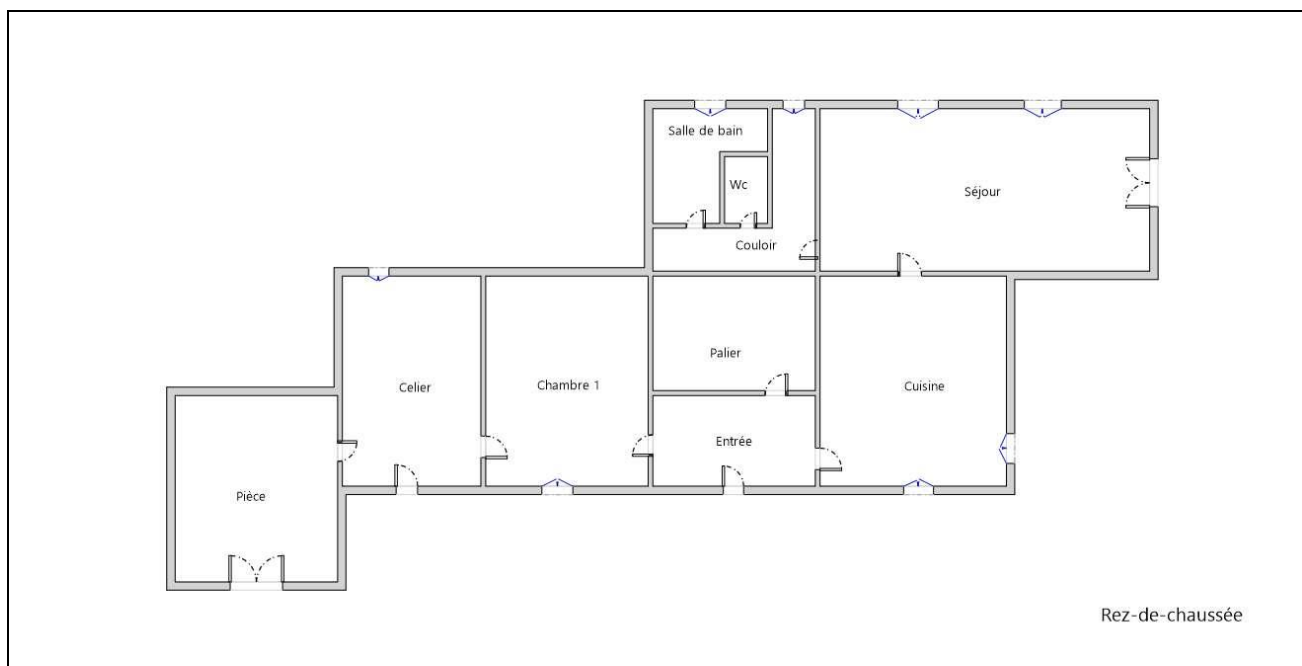 Salle de bain
Wc
Séjour
Couloir
Palier
Celier
Chambre 1
Cuisine
Entrée
Pièce
Rez-de-chaussée